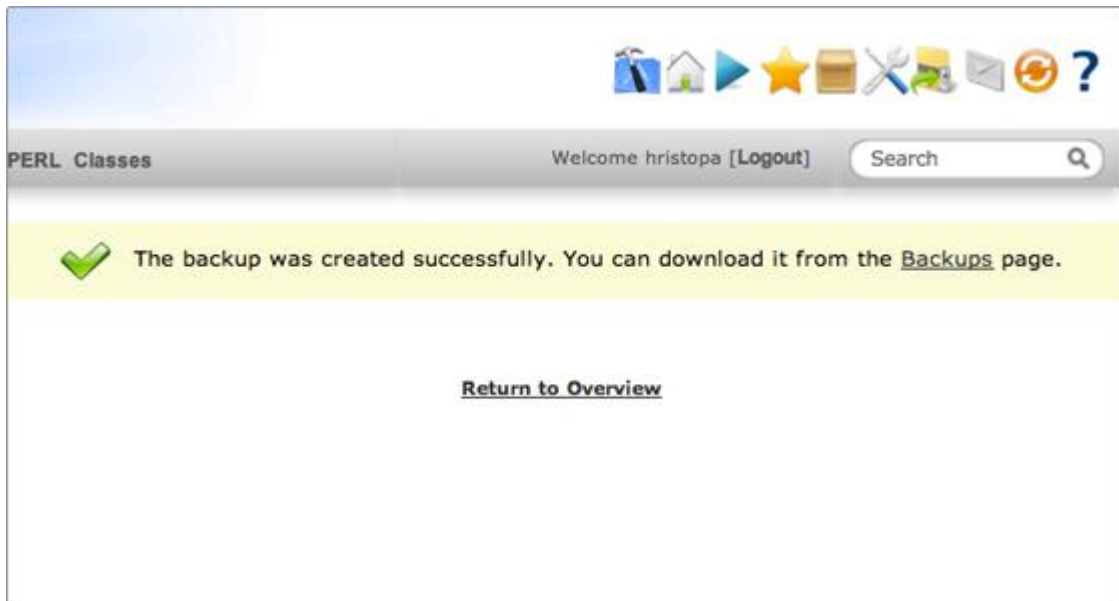 ?
PERL Classes
Welcome hristopa [Logout]
Search
The backup was created successfully. You can download it from the Backups page.
Return to Overview